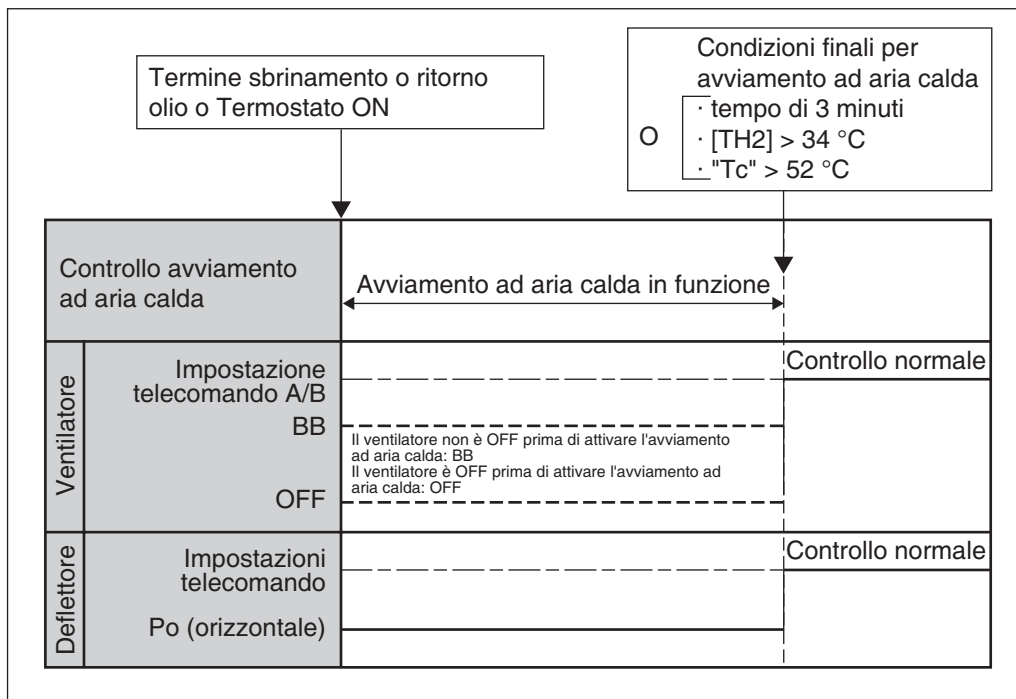 Termine sbrinamento o ritorno
olio o Termostato ON
Condizioni finali per
avviamento ad aria calda
O
· tempo di 3 minuti
· [TH2] > 34 °C
· "Tc" > 52 °C
Controllo avviamento
ad aria calda
Avviamento ad aria calda in funzione
Ventilatore
Impostazione
telecomando A/B
Controllo normale
BB
Il ventilatore non è OFF prima di attivare l'avviamento
ad aria calda: BB
Il ventilatore è OFF prima di attivare l'avviamento ad
aria calda: OFF
OFF
Deflettore
Impostazioni
telecomando
Controllo normale
Po (orizzontale)